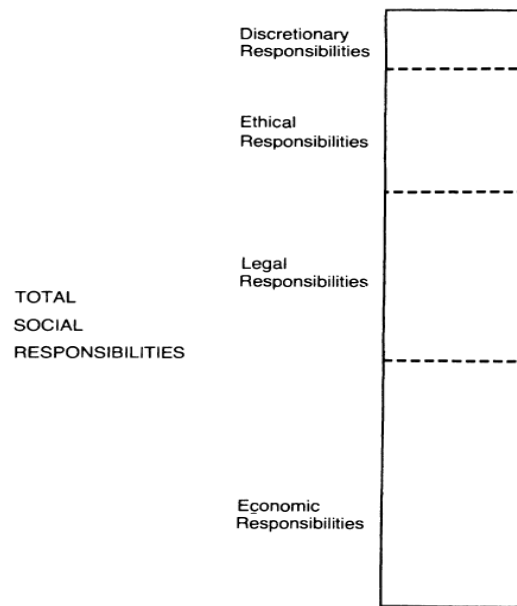 Discretionary
Responsibilities
Ethical
Responsibilities
Legal
Responsibilities
TOTAL
SOCIAL
RESPONSIBILITIES
Economic
Responsibilities